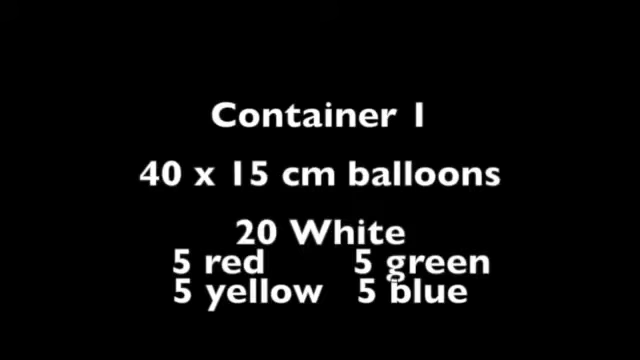 Container 1
40 x 15 cm balloons
20 White
5 red 5 green
5 yellow 5 blue